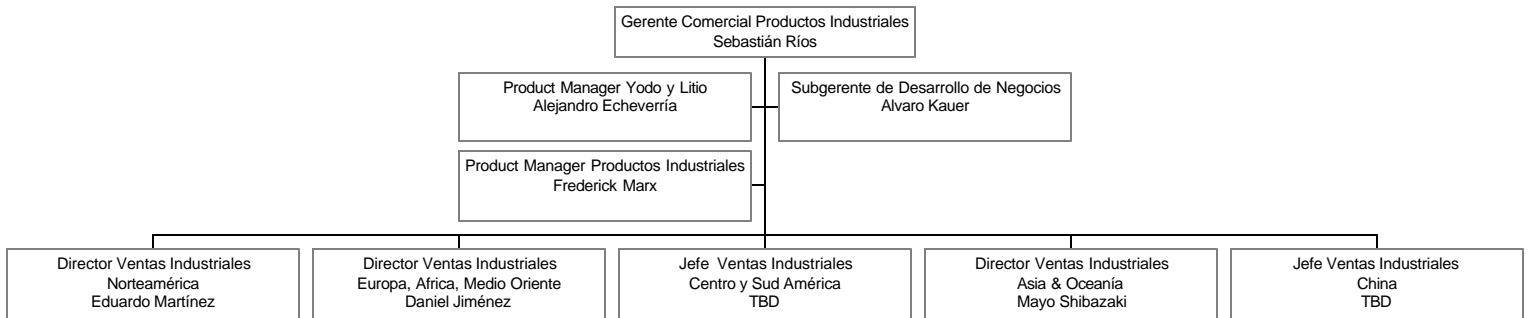 Gerente Comercial Productos Industriales
Sebastián Ríos
Product Manager Yodo y Litio
Alejandro Echeverría
Subgerente de Desarrollo de Negocios
Alvaro Kauer
Product Manager Productos Industriales
Frederick Marx
Director Ventas Industriales
Norteamérica
Eduardo Martínez
Director Ventas Industriales
Europa, Africa, Medio Oriente
Daniel Jiménez
Jefe Ventas Industriales
Centro y Sud América
TBD
Director Ventas Industriales
Asia & Oceanía
Mayo Shibazaki
Jefe Ventas Industriales
China
TBD